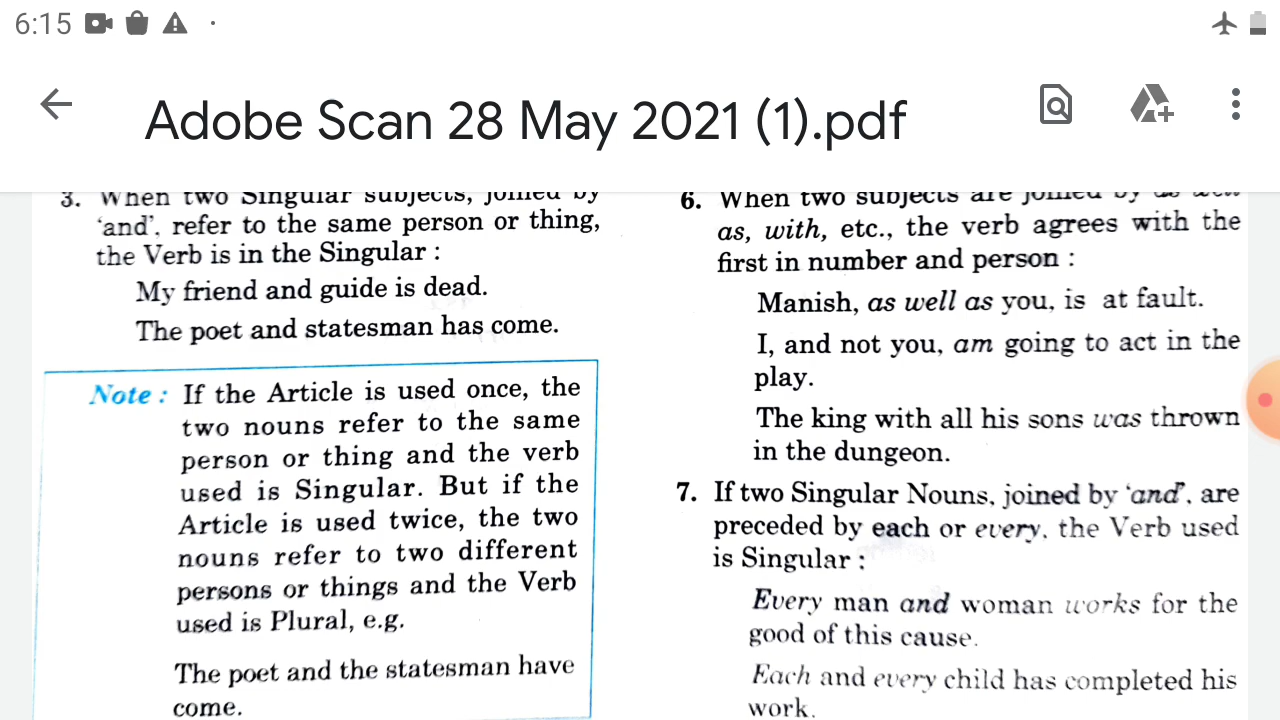 6:15
Adobe Scan 28 May 2021 (1).pdf
3. When two Singular subjects, joined by
'and', refer to the same person or thing,
the Verb is in the Singular :
My friend and guide is dead.
The poet and statesman has come.
Note : If the Article is used once, the
two nouns refer to the same
person or thing and the verb
used is Singular. But if the
Article is used twice, the two
nouns refer to two different
persons or things and the Verb
used is Plural, e.g.
The poet and the statesman have
come.
6. When two subjects are joined by as well
as, with, etc., the verb agrees with the
first in number and person :
Manish, as well as you, is at fault.
I, and not you, am going to act in the
play.
The king with all his sons was thrown
in the dungeon.
7. If two Singular Nouns, joined by 'and', are
preceded by each or every, the Verb used
is Singular :
Every man and woman works for the
good of this cause.
Each and every child has completed his
work.